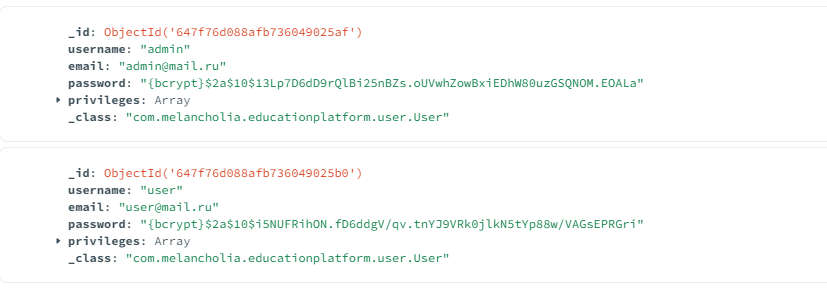 _id: ObjectId('647f76d088afb736049025af')
username: "admin"
email: "admin@mail.ru"
password: "{bcrypt}$2a$10$13Lp7D6dD9rQlBi25nBZs.oUVwhZowBxiEDhW80uzGSQNOM.EOALa"
privileges: Array
_class: "com.melancholia.educationplatform.user.User"
_id: ObjectId('647f76d088afb736049025b0')
username: "user"
email: "user@mail.ru"
password: "{bcrypt}$2a$10$i5NUFRihON.fD6ddgV/qv.tnYJ9VRk0jlkN5tYp88w/VAGsEPRGri"
privileges: Array
_class: "com.melancholia.educationplatform.user.User"